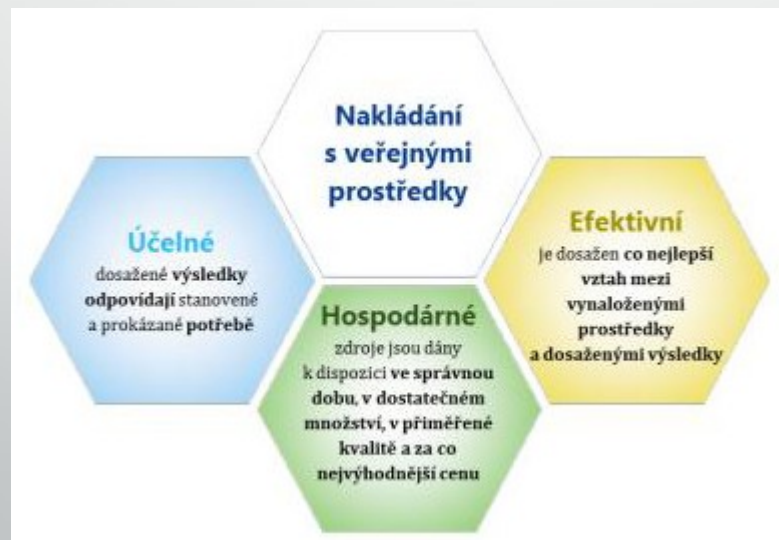 Nakládání
s veřejnými
prostředky
Účelné
dosažené výsledky
odpovídají stanovené
a prokázané potřebě
Hospodárné
zdroje jsou dány
k dispozici ve správnou
dobu, v dostatečném
množství, v přiměřené
kvalitě a za co
nejvýhodnější cenu
Efektivní
je dosažen co nejlepší
vztah mezi
vynaloženými
prostředky
a dosaženými výsledky